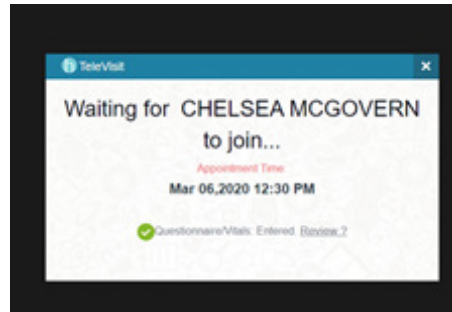 TeleVisit
Waiting for CHELSEA MCGOVERN
to join...
Appointment Time
Mar 06,2020 12:30 PM
Questionnaire/Vitals: Entered. Review ?